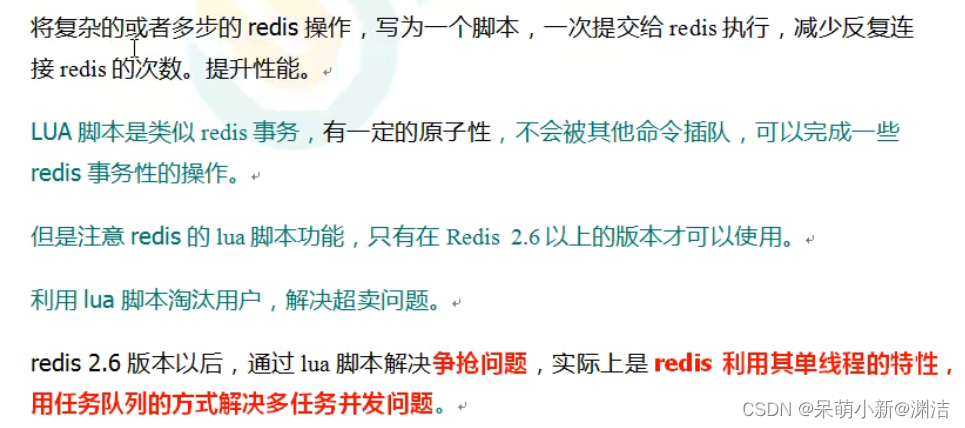 将复杂的或者多步的 redis 操作，写为一个脚本，一次提交给 redis 执行，减少反复连
接 redis 的次数。提升性能。
LUA 脚本是类似 redis 事务，有一定的原子性，不会被其他命令插队，可以完成一些
redis 事务性的操作。
但是注意 redis 的 lua 脚本功能，只有在 Redis 2.6 以上的版本才可以使用。
利用 lua 脚本淘汰用户，解决超卖问题。
redis 2.6 版本以后，通过 lua 脚本解决争抢问题，实际上是 redis 利用其单线程的特性，
用任务队列的方式解决多任务并发问题。
CSDN @呆萌小新@渊洁